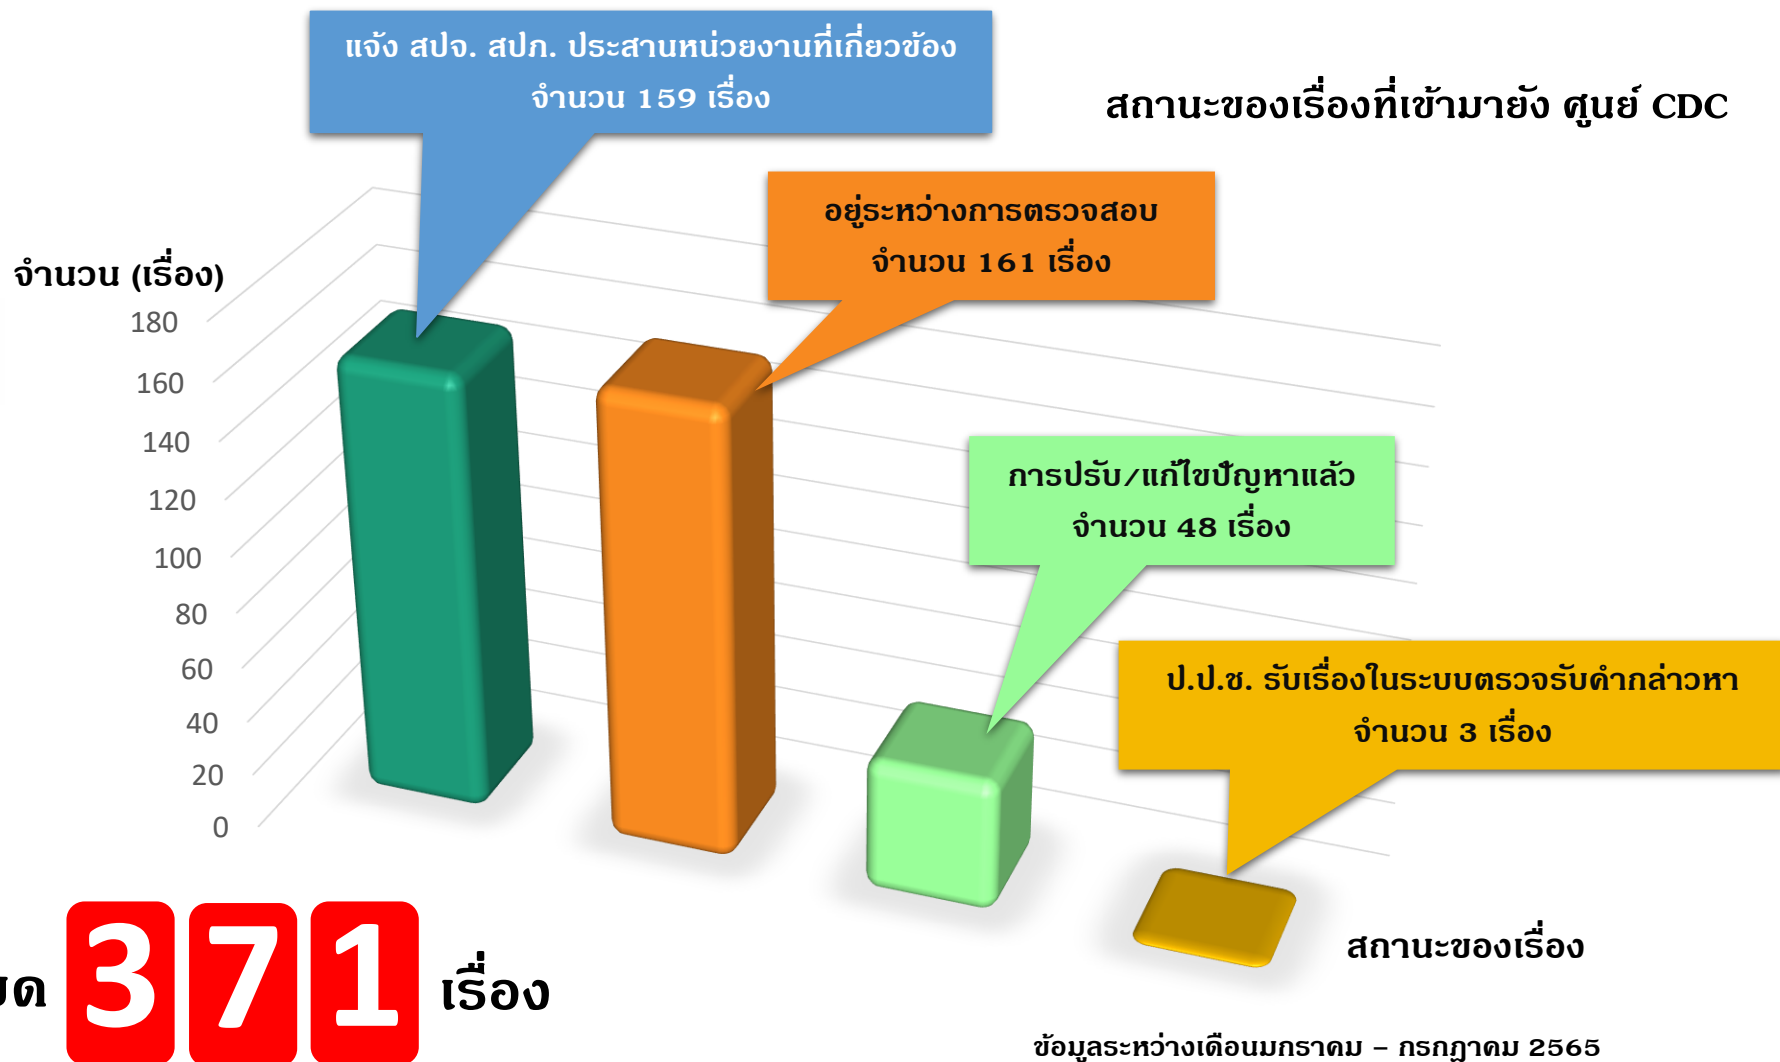 แจ้ง สปจ. สปภ. ประสานหน่วยงานที่เกี่ยวข้อง
จำนวน 159 เรื่อง
สถานะของเรื่องที่เข้ามายัง ศูนย์ CDC
อยู่ระหว่างการตรวจสอบ
จำนวน 161 เรื่อง
จำนวน (เรื่อง)
180
160
140
120
100
80
60
40
20
0
การปรับ/แก้ไขปัญหาแล้ว
จำนวน 48 เรื่อง
ป.ป.ช. รับเรื่องในระบบตรวจรับคำกล่าวหา
จำนวน 3 เรื่อง
สถานะของเรื่อง
371 เรื่อง
ข้อมูลระหว่างเดือนมกราคม – กรกฎาคม 2565